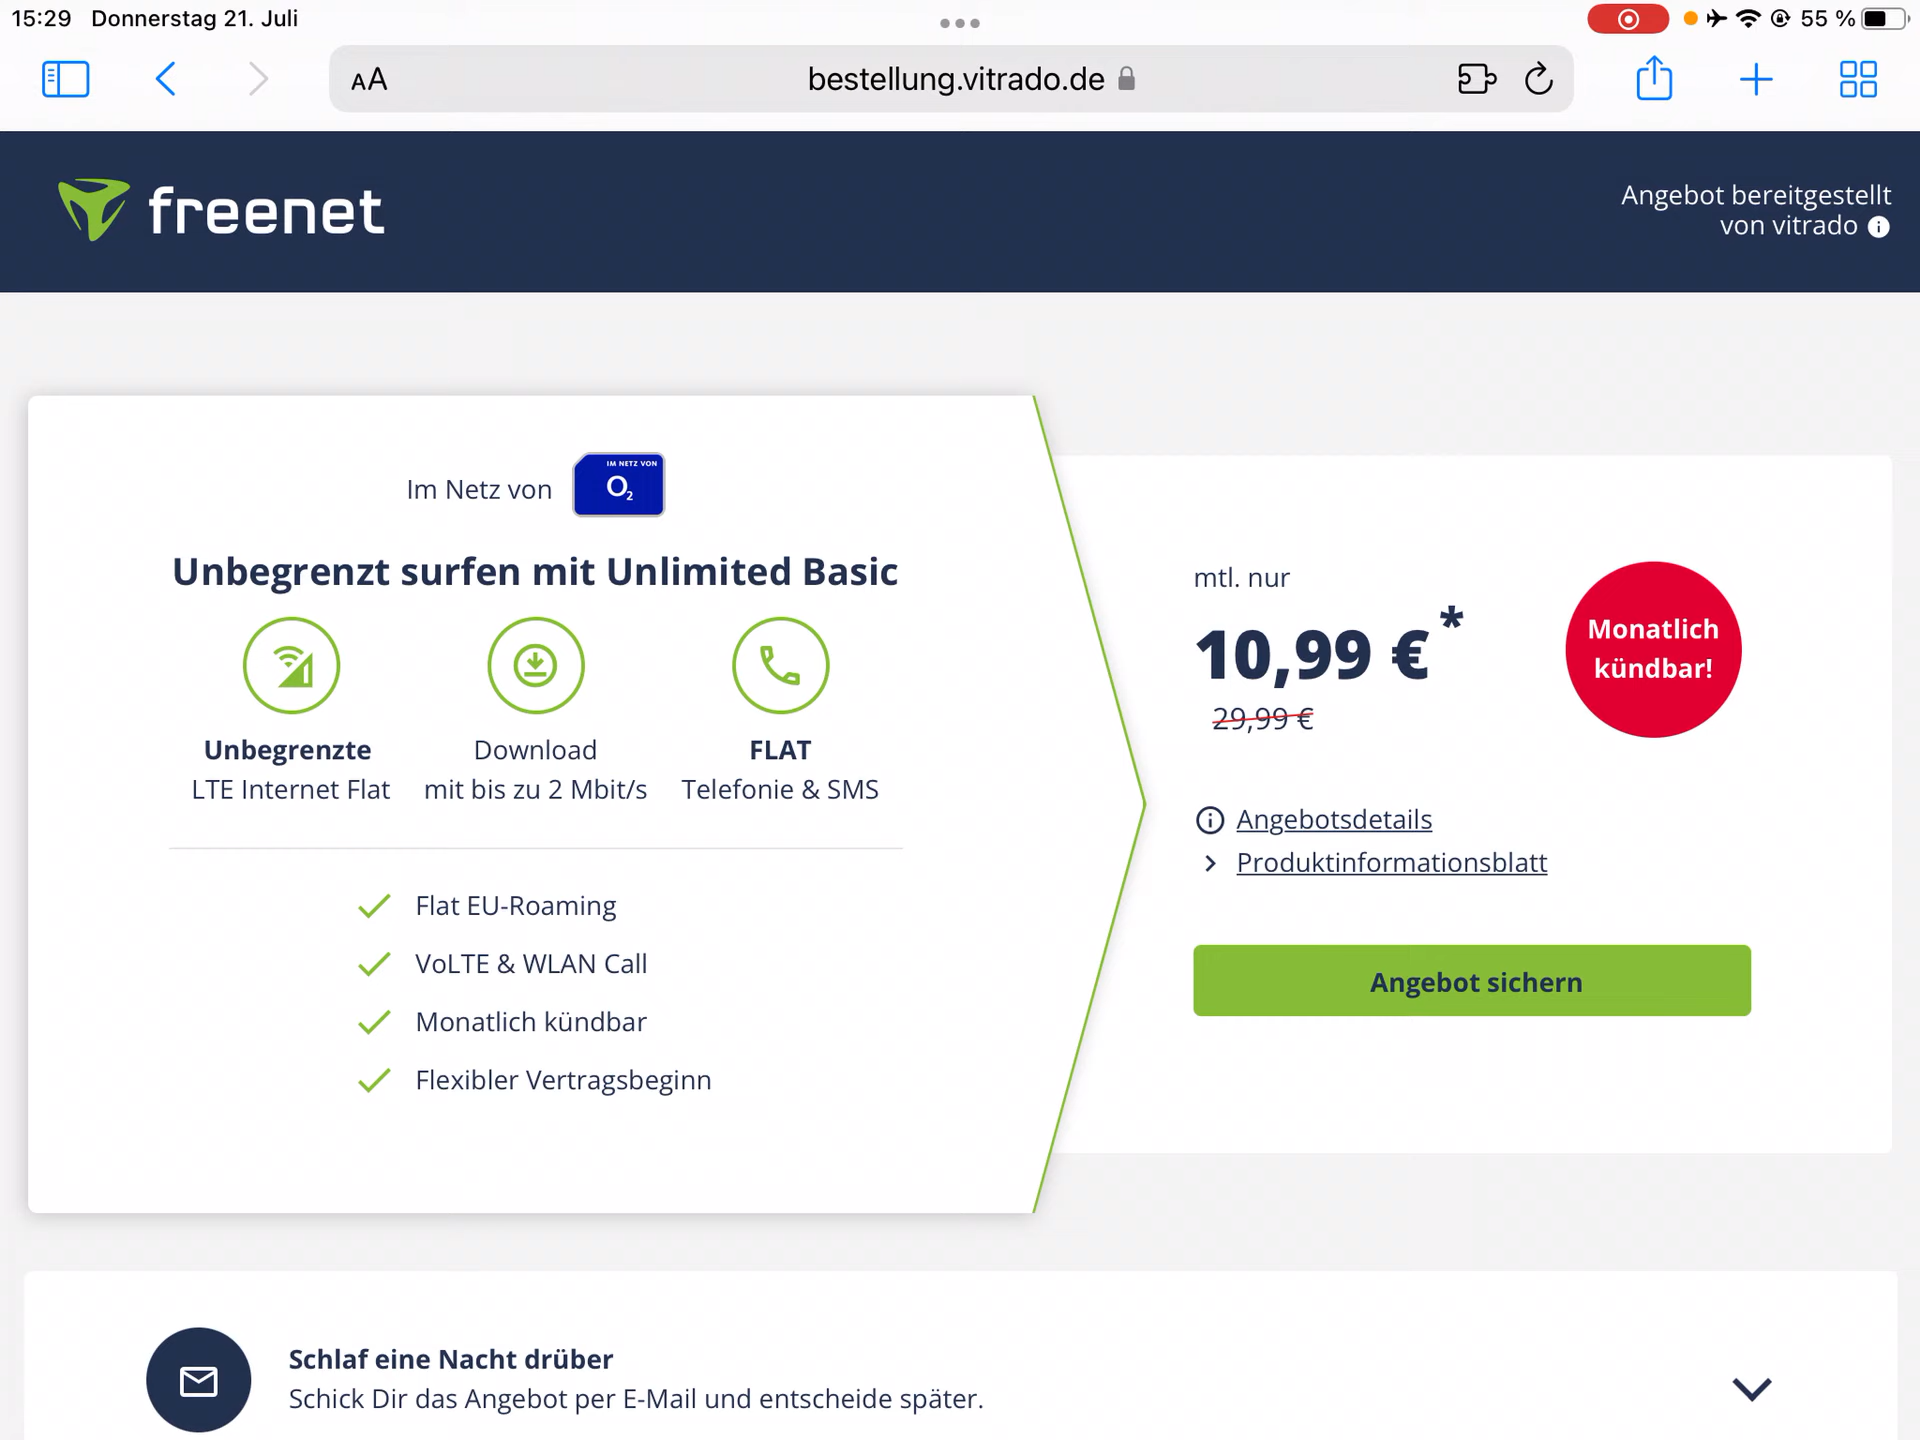 15:29 Donnerstag 21. Juli
55 %
AA
bestellung.vitrado.de
freenet
Angebot bereitgestellt
von vitrado
Im Netz von
IM NETZ VON
O2
Unbegrenzt surfen mit Unlimited Basic
Unbegrenzte
LTE Internet Flat
Download
mit bis zu 2 Mbit/s
FLAT
Telefonie & SMS
Flat EU-Roaming
VoLTE & WLAN Call
Monatlich kündbar
Flexibler Vertragsbeginn
mtl. nur
10,99 €*
29,99 €
Monatlich
kündbar!
Angebotsdetails
Produktinformationsblatt
Angebot sichern
Schlaf eine Nacht drüber
Schick Dir das Angebot per E-Mail und entscheide später.